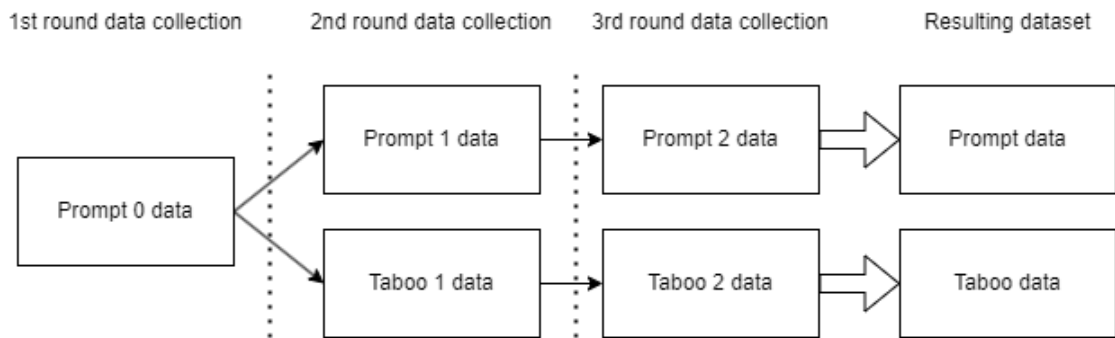 1st round data collection
2nd round data collection
3rd round data collection
Resulting dataset
Prompt 0 data
Prompt 1 data
Prompt 2 data
Prompt data
Taboo 1 data
Taboo 2 data
Taboo data